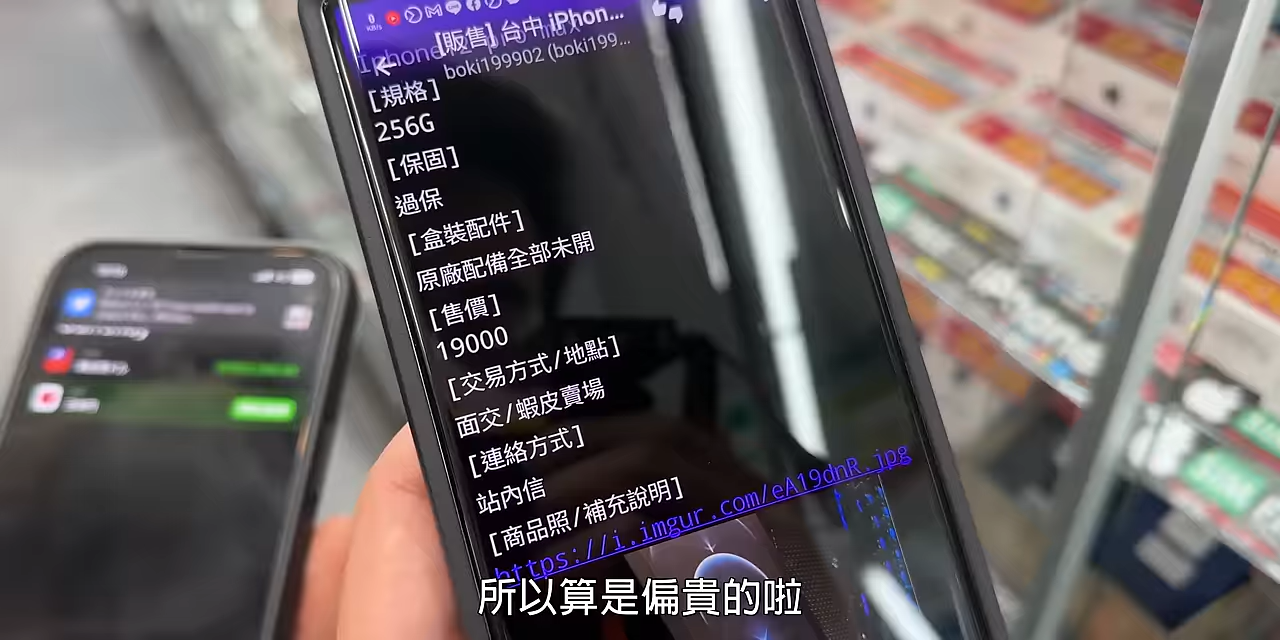 [販售] 台中 iPhon...
boki199902 (boki199...
[規格]
256G
[保固]
過保
[盒裝配件]
原廠配備全部未開
[售價]
19000
[交易方式/地點]
面交/蝦皮賣場
[連絡方式]
站內信
[商品照/補充說明]
https://i.imgur.com/eA19dnR.jpg
所以算是偏貴的啦